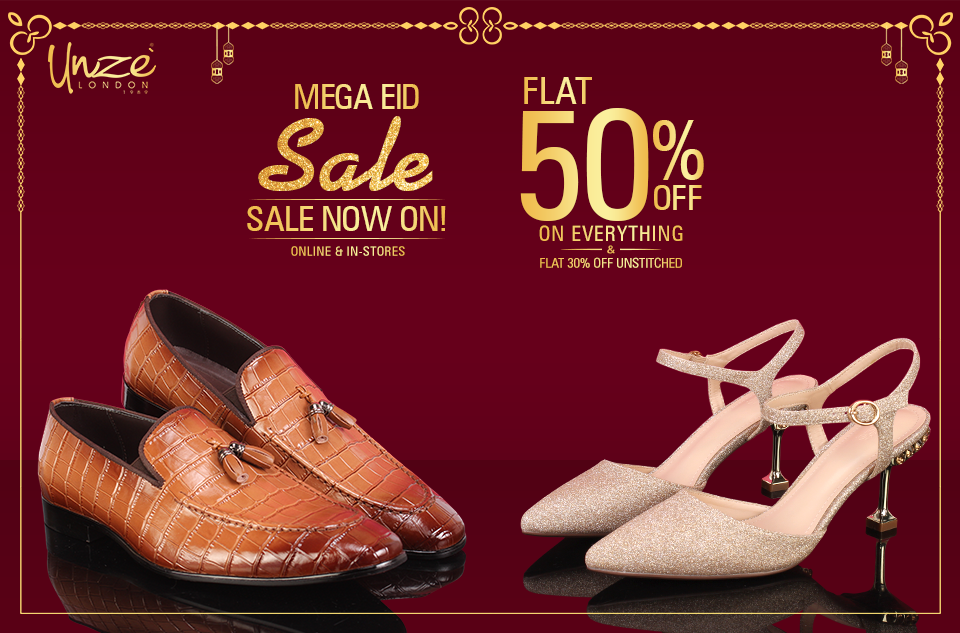 Unze
LONDON
1989
MEGA EID
Sale
SALE NOW ON!
ONLINE & IN-STORES
FLAT
50%
OFF
ON EVERYTHING
&
FLAT 30% OFF UNSTITCHED